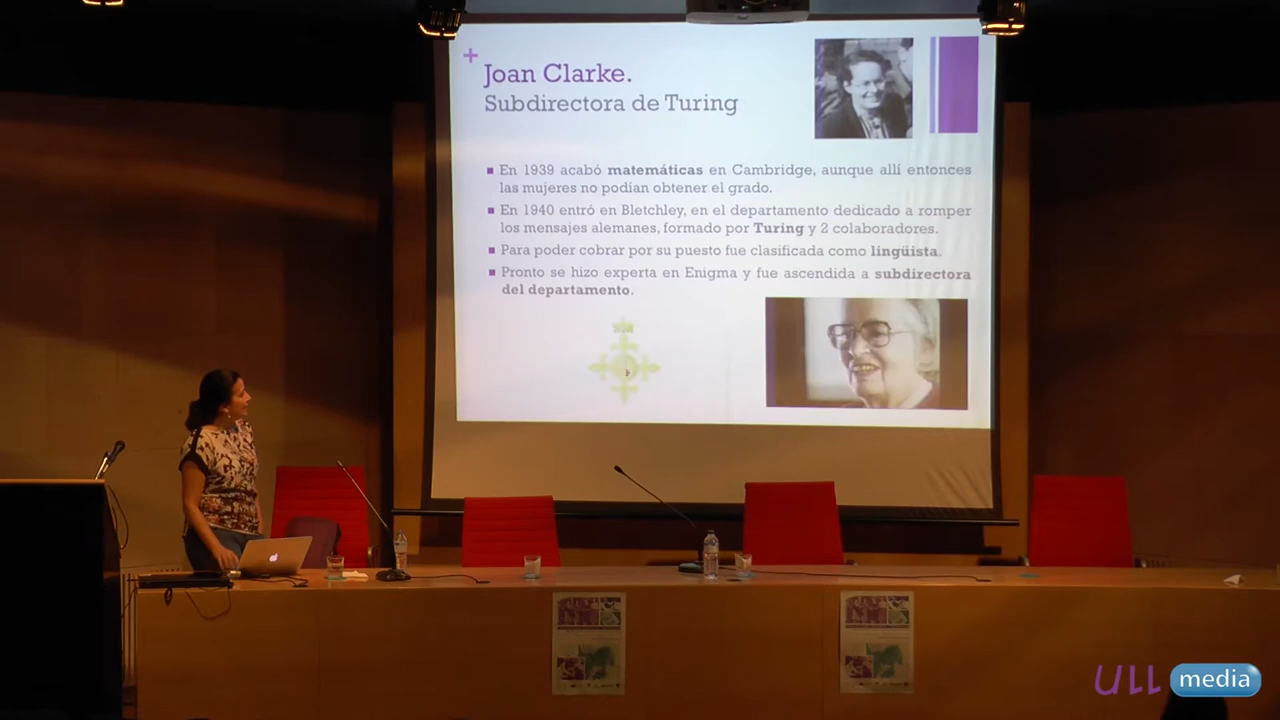 Joan Clarke.
Subdirectora de Turing
En 1939 acabó matemáticas en Cambridge, aunque allí entonces
las mujeres no podían obtener el grado.
En 1940 entró en Bletchley, en el departamento dedicado a romper
los mensajes alemanes, formado por Turing y 2 colaboradores.
Para poder cobrar por su puesto fue clasificada como lingüista.
Pronto se hizo experta en Enigma y fue ascendida a subdirectora
del departamento.
ULL media